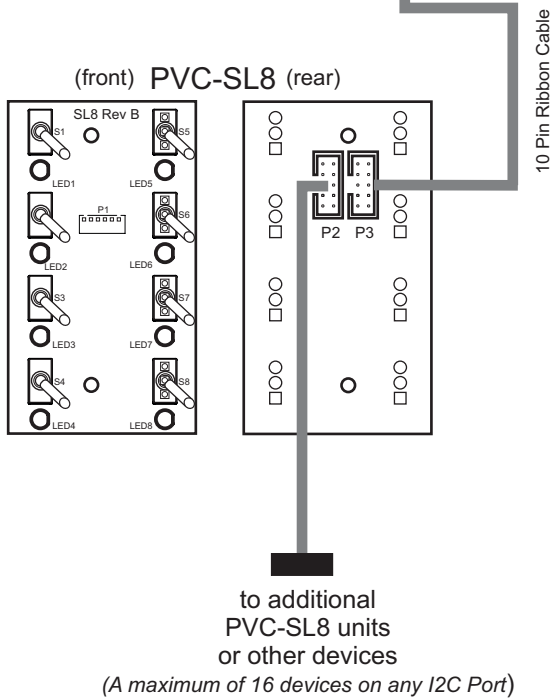 10 Pin Ribbon Cable
(front) PVC-SL8 (rear)
SL8 Rev B
S1
S5
LED1
LED5
P1
S6
LED2
LED6
S3
S7
LED3
LED7
S4
S8
LED4
LED8
P2 P3
to additional
PVC-SL8 units
or other devices
(A maximum of 16 devices on any I2C Port)